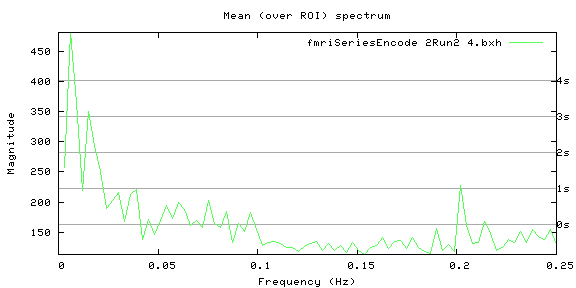 Mean (over ROI) spectrum
fmriSeriesEncode 2Run2 4.bxh
Magnitude
450
400
350
300
250
200
150
4s
3s
2s
1s
0s
0 0.05 0.1 0.15 0.2 0.25
Frequency (Hz)